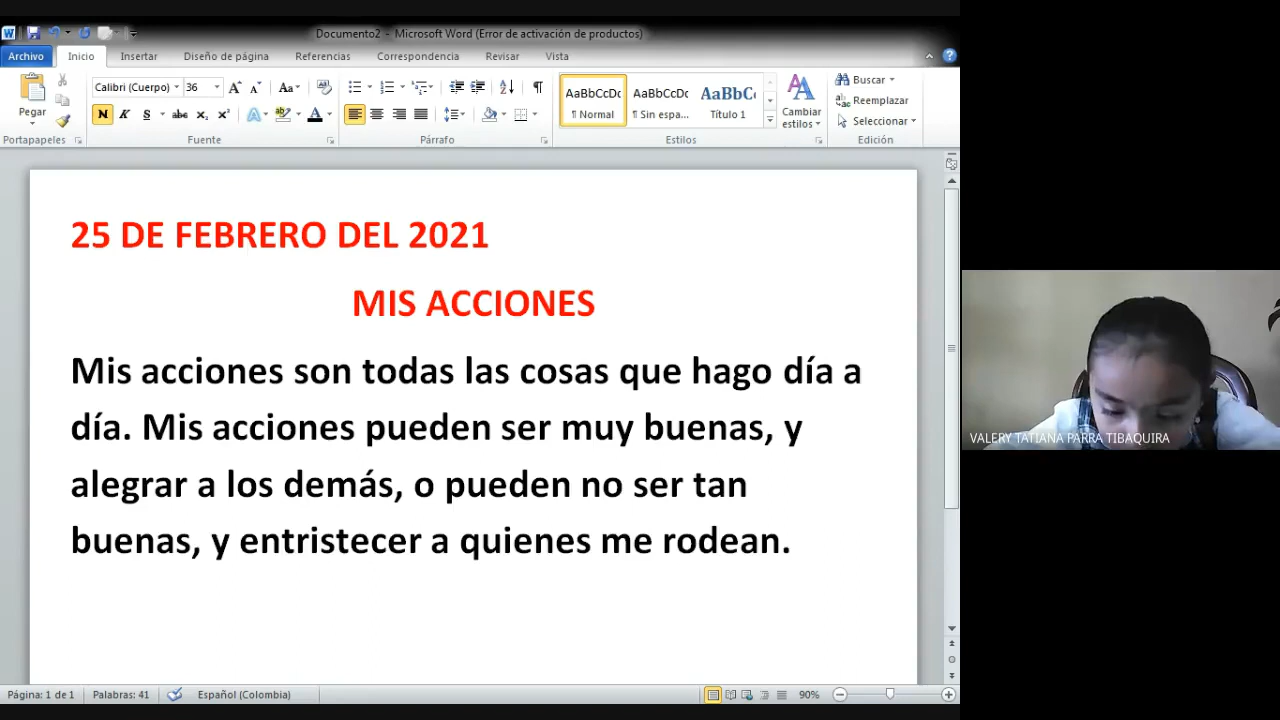 Documento2 - Microsoft Word (Error de activación de productos)
Archivo Inicio Insertar Diseño de página Referencias Correspondencia Revisar Vista
Calibri (Cuerpo) 36 Aa AaBbCcDc AaBbCcDc AaBbC Buscar
Pegar N K S abc x₂ x² A ¶ Normal ¶ Sin espa... Título 1 Cambiar estilos Reemplazar
Seleccionar
Portapapeles Fuente Párrafo Estilos Edición
25 DE FEBRERO DEL 2021
MIS ACCIONES
Mis acciones son todas las cosas que hago día a
día. Mis acciones pueden ser muy buenas, y
alegrar a los demás, o pueden no ser tan
buenas, y entristecer a quienes me rodean.
VALERY TATIANA PARRA TIBAQUIRA
Página: 1 de 1 Palabras: 41 Español (Colombia) 90%